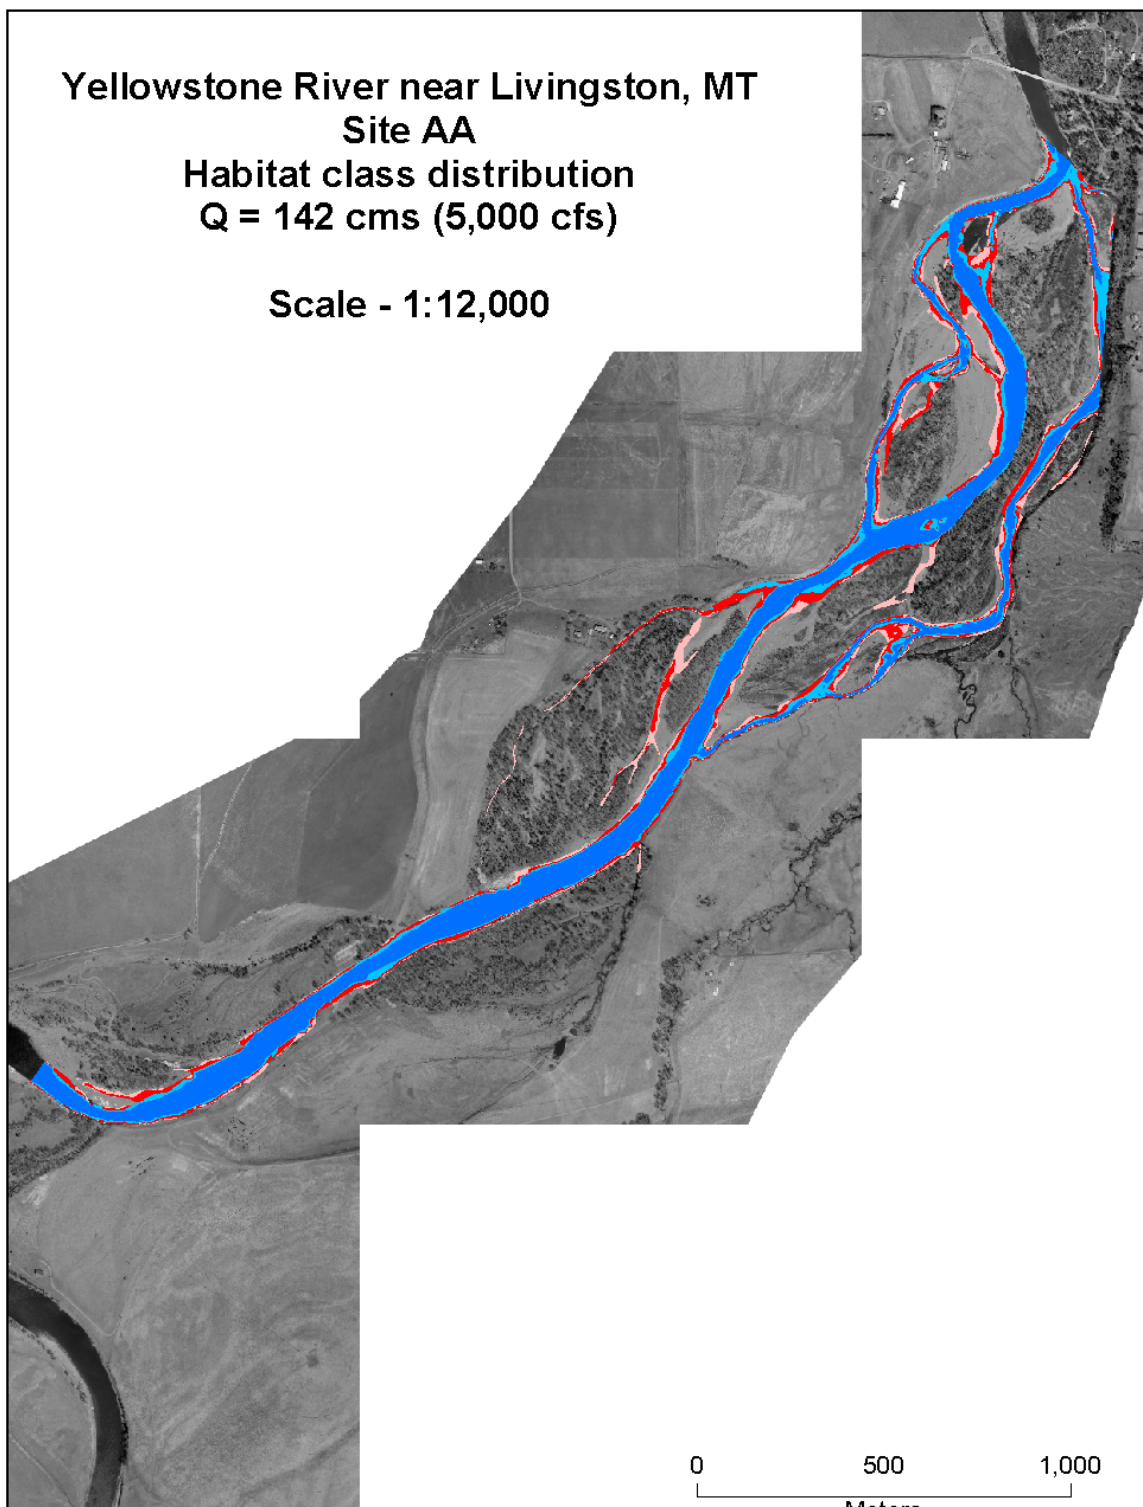 Yellowstone River near Livingston, MT
Site AA
Habitat class distribution
Q = 142 cms (5,000 cfs)
Scale - 1:12,000
0 500 1,000
Meters